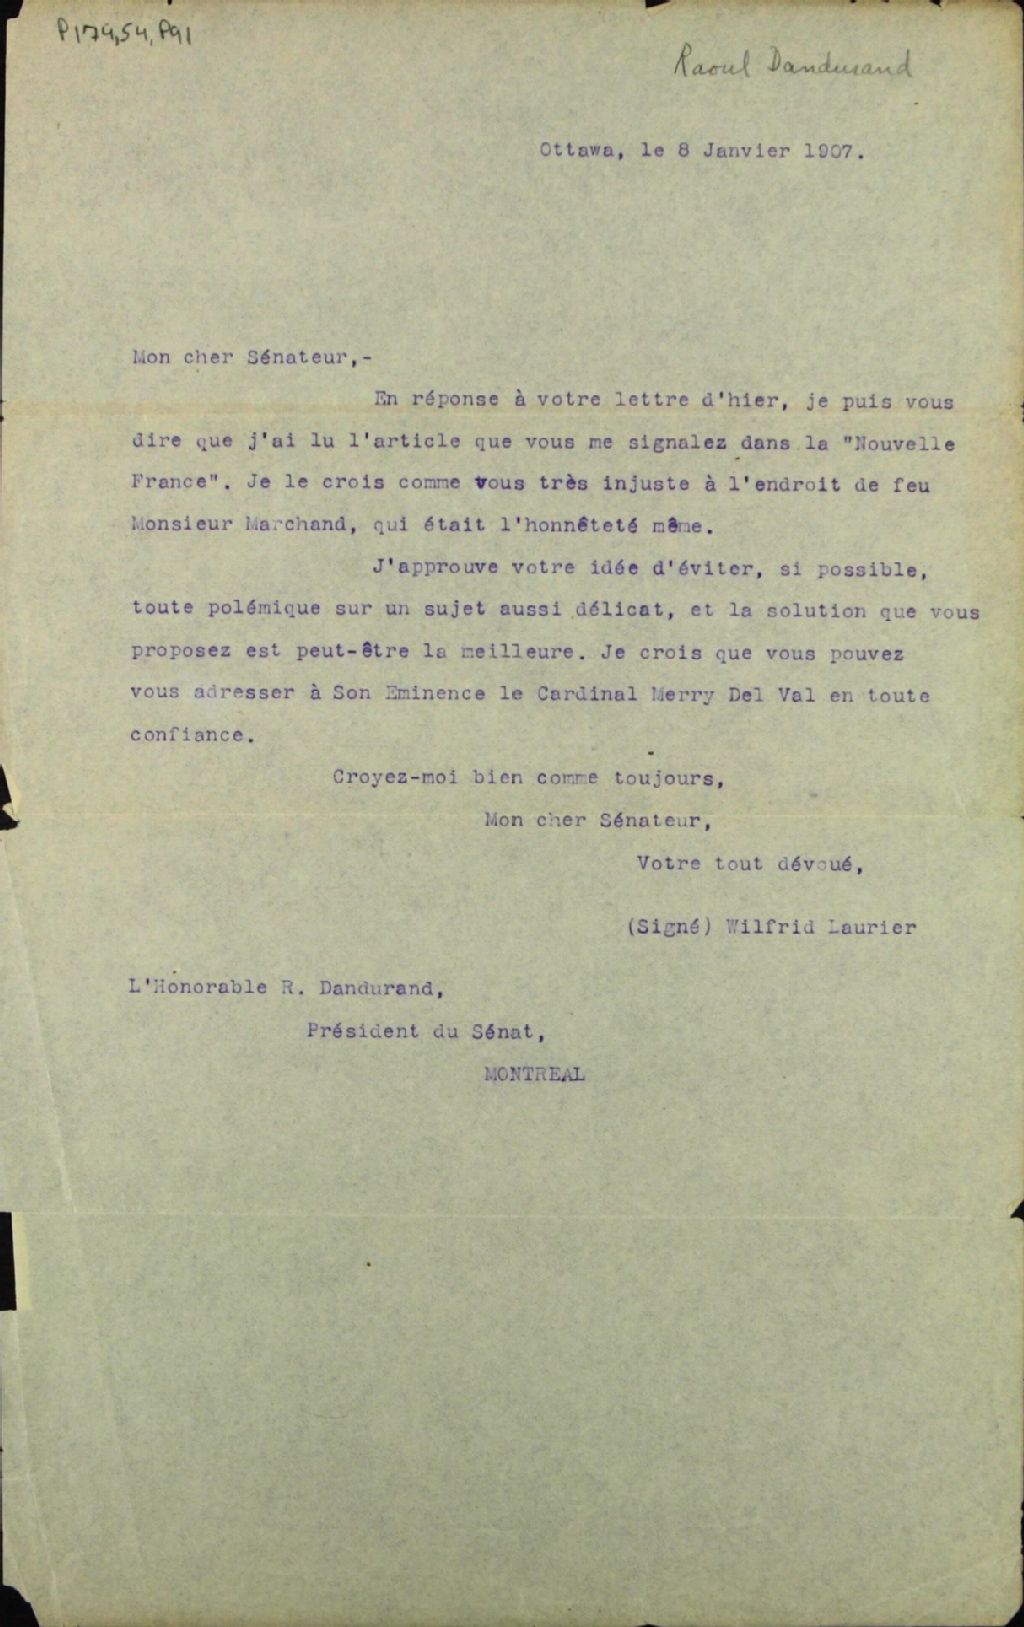 P179,S4,P91
Raoul Dandurand
Ottawa, le 8 Janvier 1907.
Mon cher Sénateur,-
En réponse à votre lettre d'hier, je puis vous
dire que j'ai lu l'article que vous me signalez dans la "Nouvelle
France". Je le crois comme vous très injuste à l'endroit de feu
Monsieur Marchand, qui était l'honnêteté même.
J'approuve votre idée d'éviter, si possible,
toute polémique sur un sujet aussi délicat, et la solution que vous
proposez est peut-être la meilleure. Je crois que vous pouvez
vous adresser à Son Eminence le Cardinal Merry Del Val en toute
confiance.
Croyez-moi bien comme toujours,
Mon cher Sénateur,
Votre tout dévoué,
(Signé) Wilfrid Laurier
L'Honorable R. Dandurand,
Président du Sénat,
MONTREAL